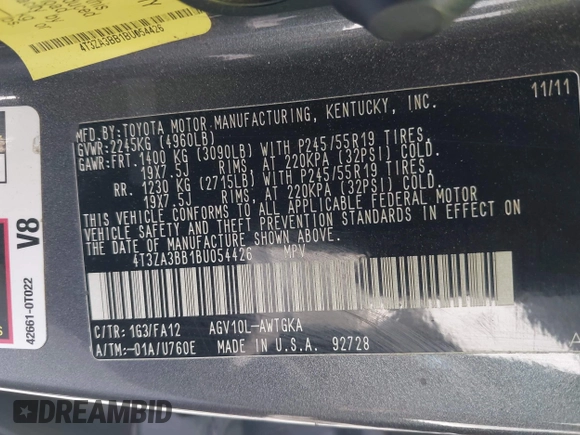 4T3ZA3BB1BU054426
MFD.BY:TOYOTA MOTOR MANUFACTURING, KENTUCKY, INC. 11/11
GVWR:2245KG (4960LB)
GAWR:FRT.1400 KG (3090LB) WITH P245/55R19 TIRES,
19X7.5J RIMS, AT 220KPA (32PSI) COLD.
RR. 1230 KG (2715LB) WITH P245/55R19 TIRES,
19X7.5J RIMS, AT 220KPA (32PSI) COLD.
THIS VEHICLE CONFORMS TO ALL APPLICABLE FEDERAL MOTOR
VEHICLE SAFETY AND THEFT PREVENTION STANDARDS IN EFFECT ON
THE DATE OF MANUFACTURE SHOWN ABOVE.
4T3ZA3BB1BU054426 MPV
C/TR: 1G3/FA12 AGV10L-AWTGKA
A/TM:-01A/U760E MADE IN U.S.A. 92728
V8
42661-0T022
DREAMBID